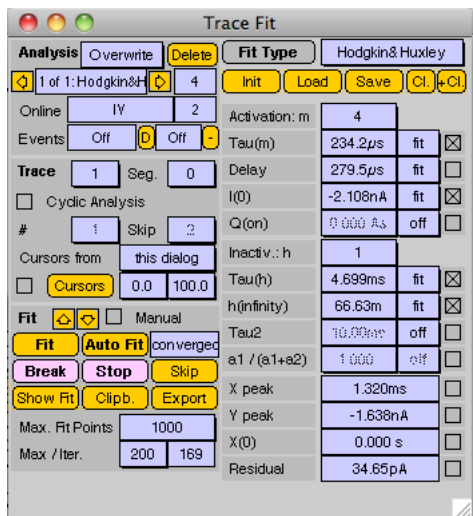 Trace Fit
Analysis Overwrite Delete
1 of 1:Hodgkin&H 4
Online IV 2
Events Off D Off -
Trace 1 Seg. 0
Cyclic Analysis
# 1 Skip 2
Cursors from this dialog
Cursors 0.0 100.0
Fit Manual
Fit Auto Fit converged
Break Stop Skip
Show Fit Clipb. Export
Max. Fit Points 1000
Max / Iter. 200 169
Fit Type Hodgkin&Huxley
Init Load Save Cl. +Cl.
Activation: m 4
Tau(m) 234.2µs fit
Delay 279.5µs fit
I(0) -2.108nA fit
Q(on) 0.000 As off
Inactiv.: h 1
Tau(h) 4.699ms fit
h(infinity) 66.63m fit
Tau2 10.00ms off
a1 /(a1+a2) 1.000 off
X peak 1.320ms
Y peak -1.638nA
X(0) 0.000 s
Residual 34.65pA